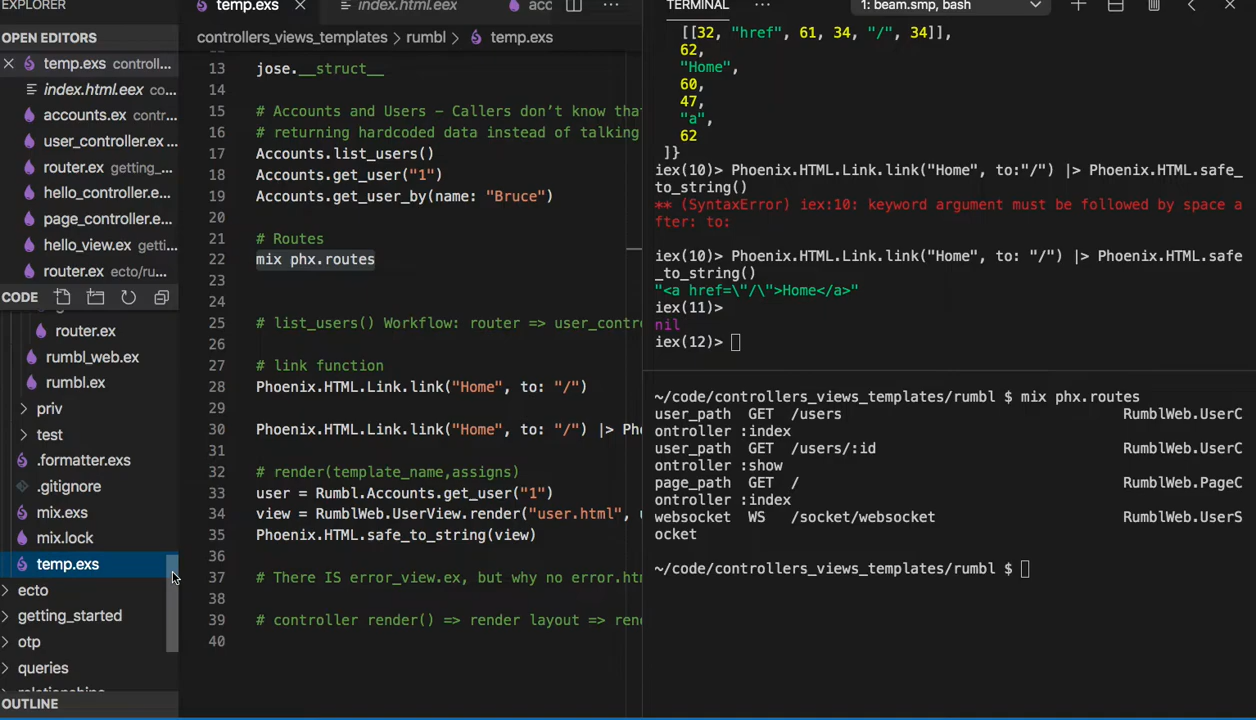 EXPLORER
OPEN EDITORS
temp.exs controll...
index.html.eex co...
accounts.ex contr...
user_controller.ex ...
router.ex getting_...
hello_controller.e...
page_controller.e...
hello_view.ex getti...
router.ex ecto/ru...
CODE
router.ex
rumbl_web.ex
rumbl.ex
priv
test
.formatter.exs
.gitignore
mix.exs
mix.lock
temp.exs
ecto
getting_started
otp
queries
OUTLINE
temp.exs index.html.eex acc
controllers_views_templates > rumbl > temp.exs
13 jose.__struct__
14
15 # Accounts and Users – Callers don’t know tha
16 # returning hardcoded data instead of talking
17 Accounts.list_users()
18 Accounts.get_user("1")
19 Accounts.get_user_by(name: "Bruce")
20
21 # Routes
22 mix phx.routes
23
24
25 # list_users() Workflow: router => user_contr
26
27 # link function
28 Phoenix.HTML.Link.link("Home", to: "/")
29
30 Phoenix.HTML.Link.link("Home", to: "/") |> Ph
31
32 # render(template_name,assigns)
33 user = Rumbl.Accounts.get_user("1")
34 view = RumblWeb.UserView.render("user.html",
35 Phoenix.HTML.safe_to_string(view)
36
37 # There IS error_view.ex, but why no error.ht
38
39 # controller render() => render layout => ren
40
TERMINAL ... 1: beam.smp, bash
[[32, "href", 61, 34, "/", 34]],
62,
"Home",
60,
47,
"a",
62
]}
iex(10)> Phoenix.HTML.Link.link("Home", to:"/") |> Phoenix.HTML.safe_
to_string()
** (SyntaxError) iex:10: keyword argument must be followed by space a
fter: to:
iex(10)> Phoenix.HTML.Link.link("Home", to: "/") |> Phoenix.HTML.safe
_to_string()
"<a href=\"/\">Home</a>"
iex(11)>
nil
iex(12)>
~/code/controllers_views_templates/rumbl $ mix phx.routes
user_path GET /users RumblWeb.UserC
ontroller :index
user_path GET /users/:id RumblWeb.UserC
ontroller :show
page_path GET / RumblWeb.PageC
ontroller :index
websocket WS /socket/websocket RumblWeb.UserS
ocket
~/code/controllers_views_templates/rumbl $